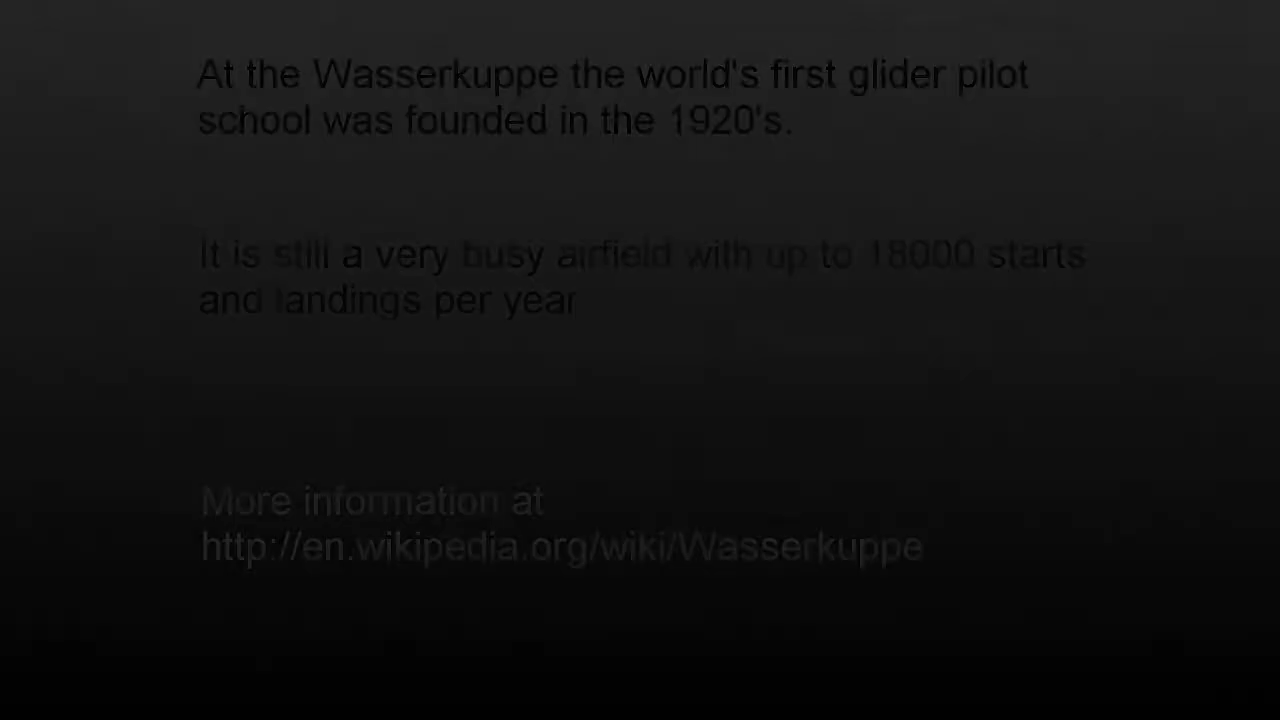 At the Wasserkuppe the world's first glider pilot
school was founded in the 1920's.
It is still a very busy airfield with up to 18000 starts
and landings per year
More information at
http://en.wikipedia.org/wiki/Wasserkuppe